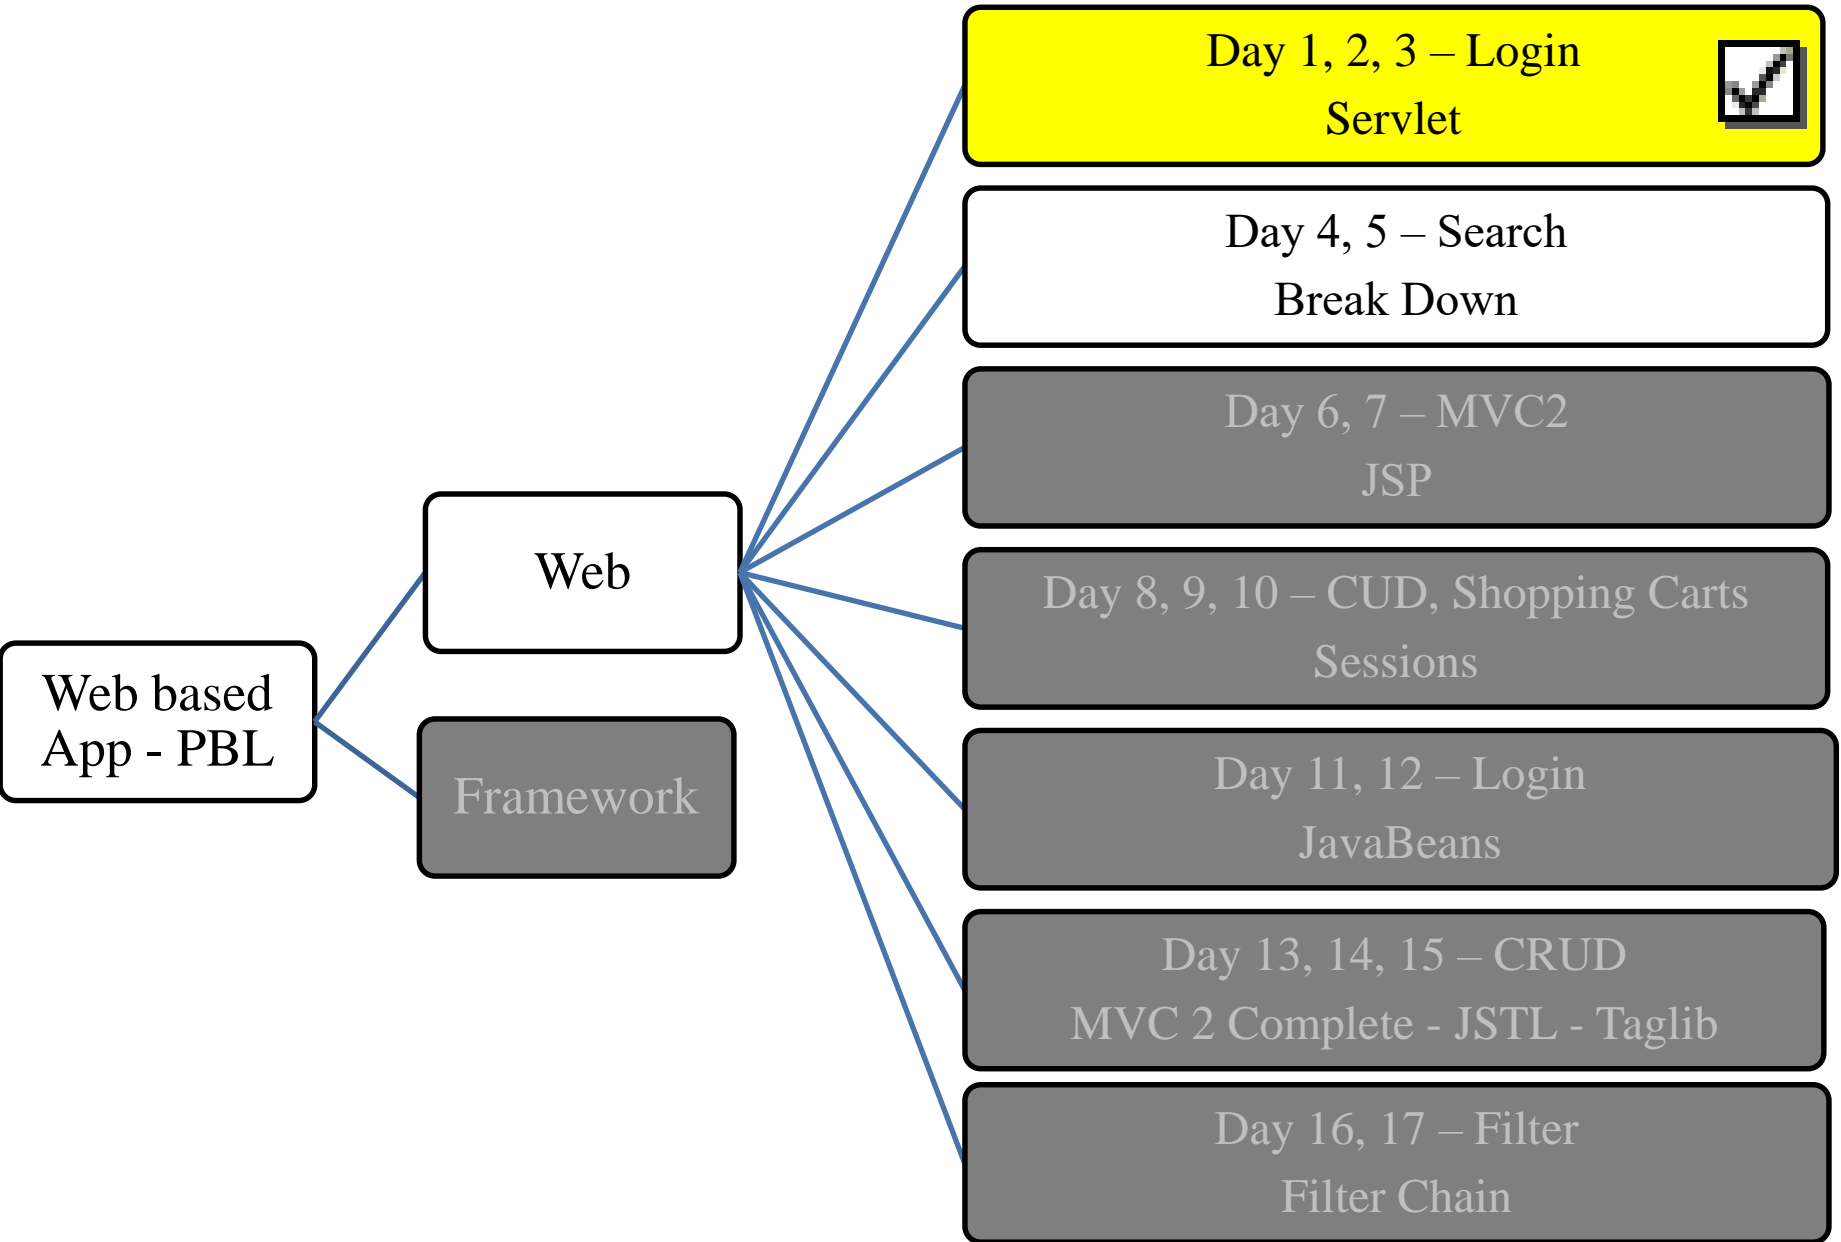 Web based
App - PBL
Web
Framework
Day 1, 2, 3 – Login
Servlet
Day 4, 5 – Search
Break Down
Day 6, 7 – MVC2
JSP
Day 8, 9, 10 – CUD, Shopping Carts
Sessions
Day 11, 12 – Login
JavaBeans
Day 13, 14, 15 – CRUD
MVC 2 Complete - JSTL - Taglib
Day 16, 17 – Filter
Filter Chain